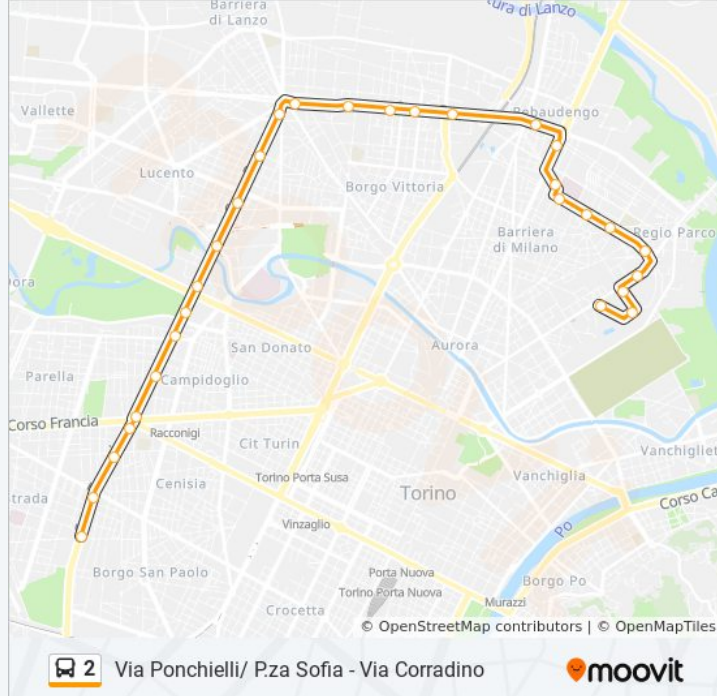 Barriera
di Lanzo
tura di Lanzo
Vallette
Rebaudengo
Lucento
Borgo Vittoria
Barriera
di Milano
Regio Parco
Dora
San Donato
Aurora
Parella
Campidoglio
Corso Francia
Racconigi
Cit Turin
Vanchigliet
Vanchiglia
Torino Porta Susa
Cenisia
strada
Torino
Corso Ca
Vinzaglio
Po
Borgo San Paolo
Porta Nuova
Torino Porta Nuova
Borgo Po
Crocetta
Murazzi
© OpenStreetMap contributors | © OpenMapTiles
2 Via Ponchielli/ P.za Sofia - Via Corradino
moovit